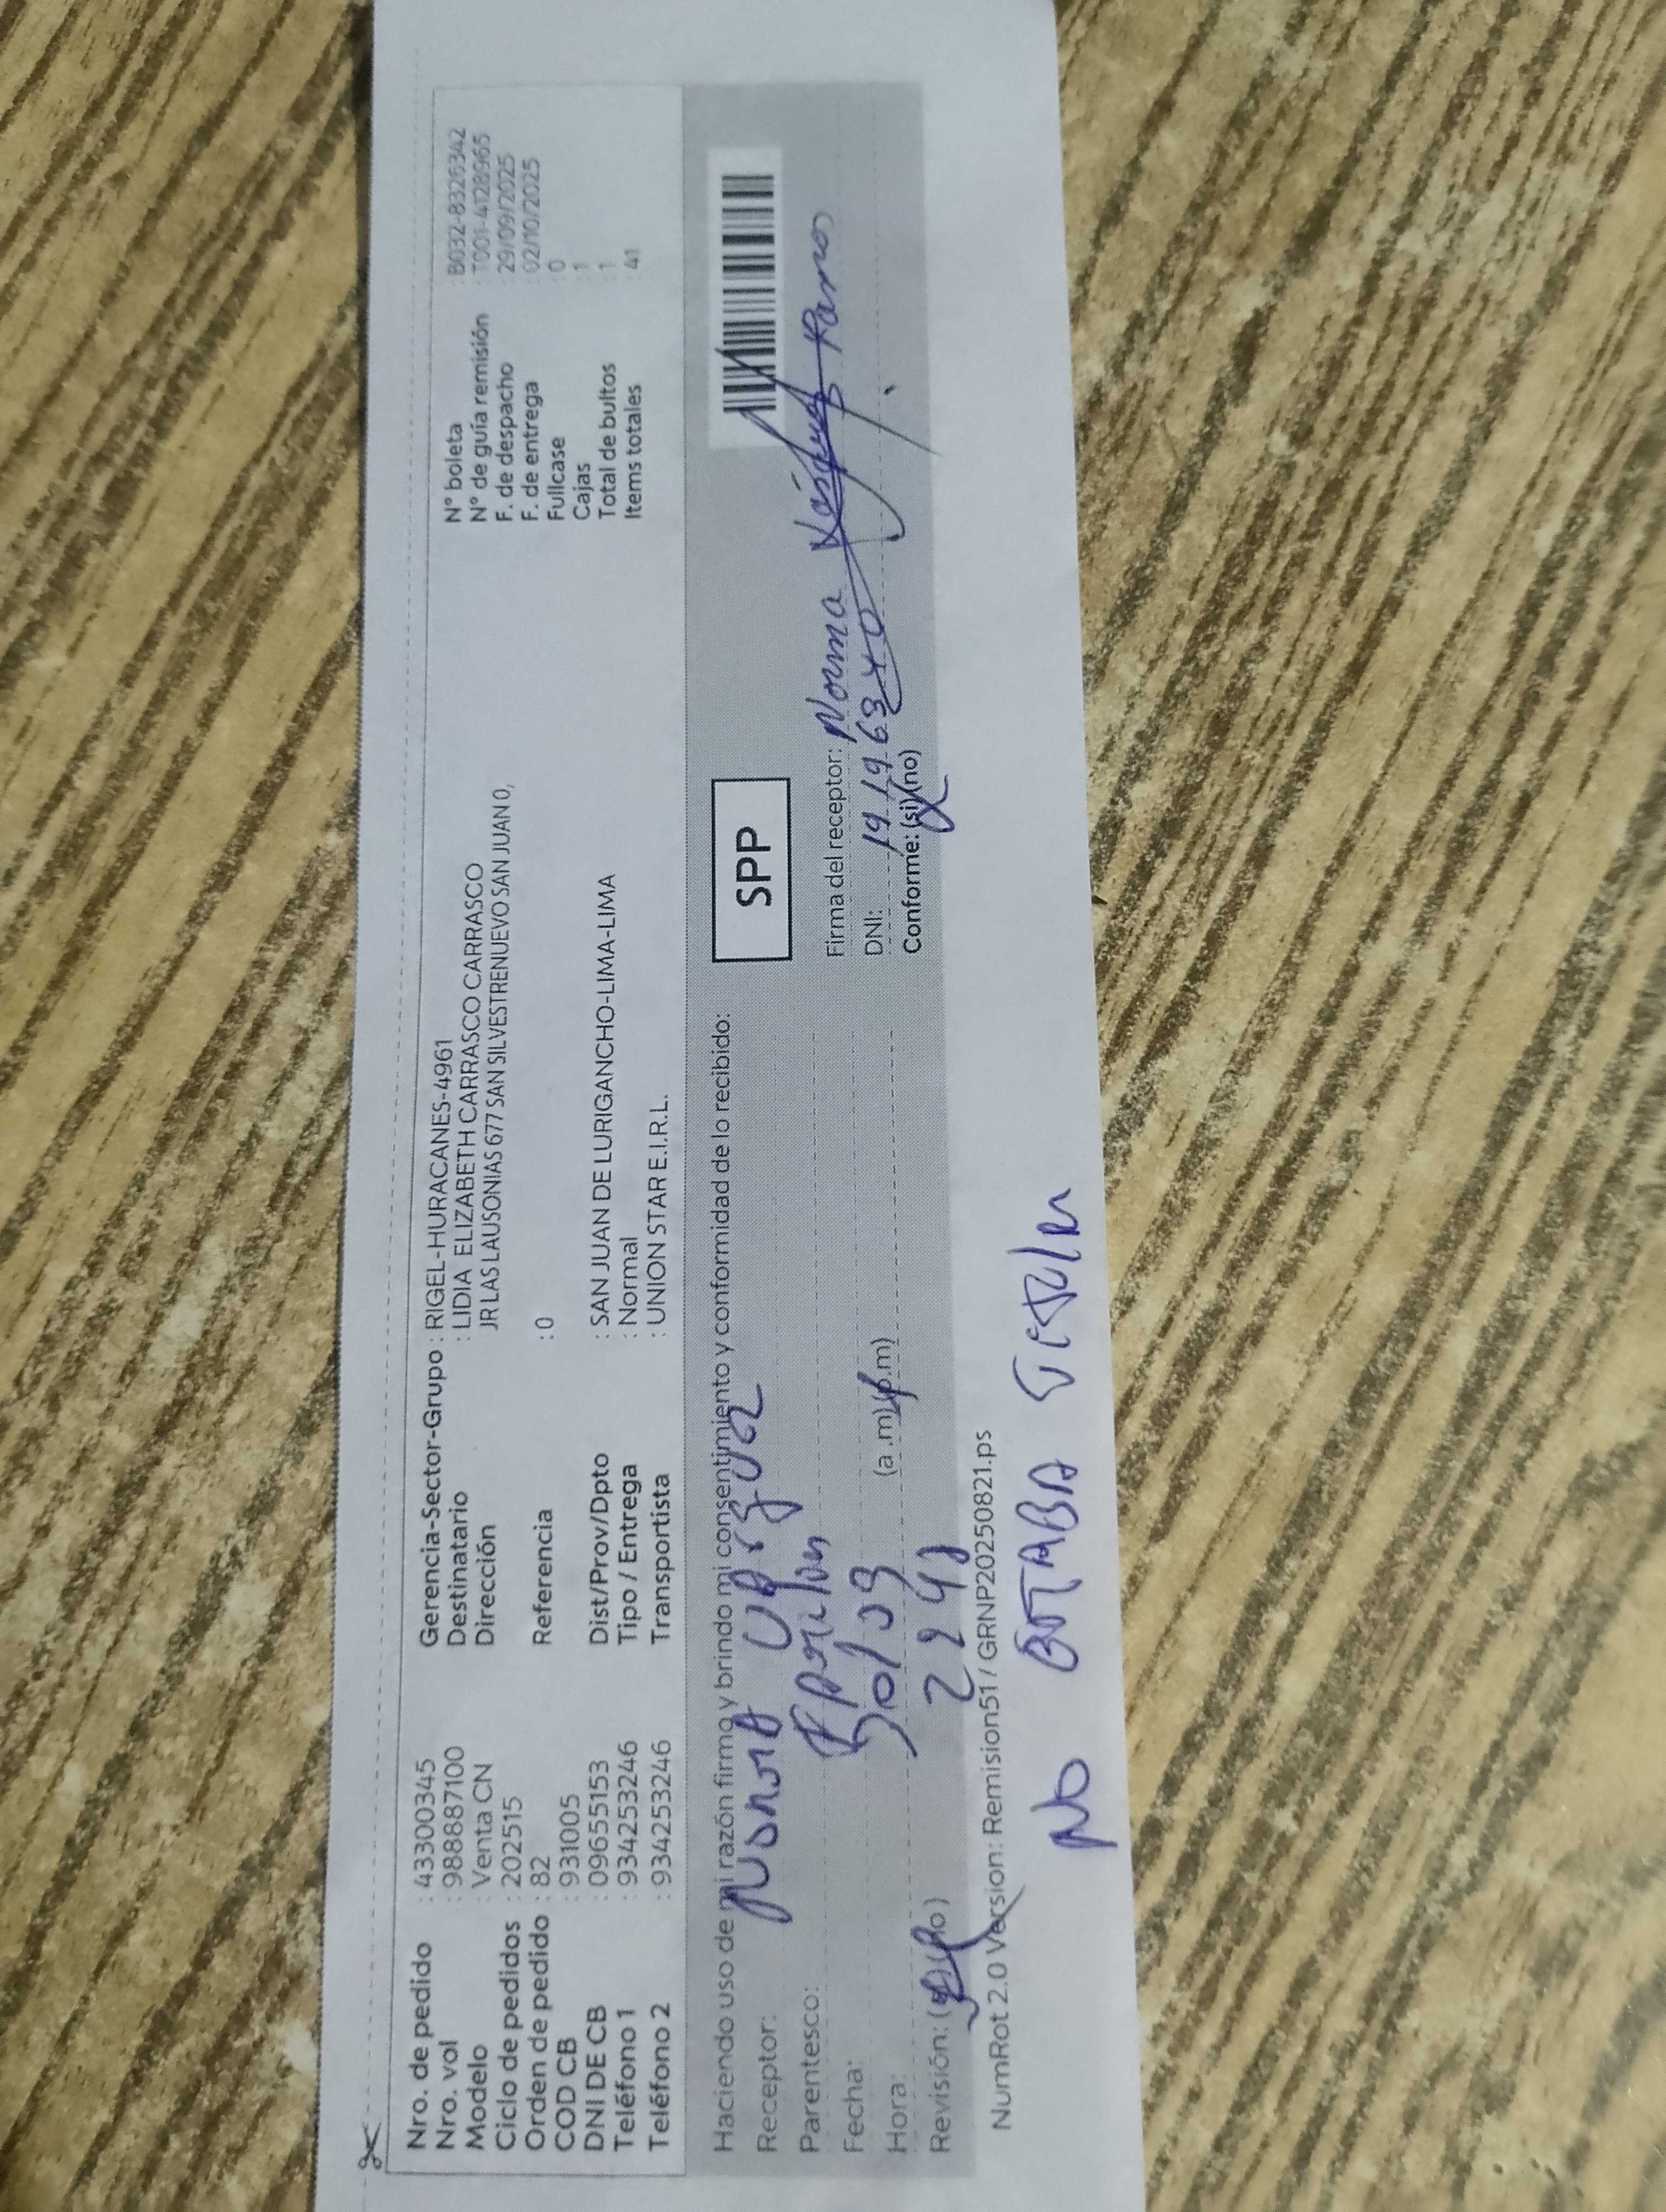 Nro. de pedido : 43300345
Nro. vol : 988887100
Modelo : Venta CN
Ciclo de pedidos : 202515
Orden de pedido : 82
COD CB : 931005
DNI DE CB : 09655153
Teléfono 1 : 934253246
Teléfono 2 : 934253246
Gerencia-Sector-Grupo : RIGEL-HURACANES-4961
Destinatario : LIDIA ELIZABETH CARRASCO CARRASCO
Dirección JR LAS LAUSONIAS 677 SAN SILVESTRENUEVO SAN JUAN 0,
Referencia : 0
Dist/Prov/Dpto : SAN JUAN DE LURIGANCHO-LIMA-LIMA
Tipo / Entrega : Normal
Transportista : UNION STAR E.I.R.L.
N° boleta : B032-8326342
N° de guía remisión : T001-4128965
F. de despacho : 29/09/2025
F. de entrega : 02/10/2025
Fullcase : 0
Cajas : 1
Total de bultos : 1
Items totales : 41
Haciendo uso de mi razón firmo y brindo mi consentimiento y conformidad de lo recibido:
SPP
Receptor: Norma
Parentesco:
Fecha: 30/09
Hora: (a .m) (p.m)
Revisión:
Firma del receptor: Norma Vásquez Ramos
DNI:
Conforme: (si) (no)
NumRot 2.0 Version: Remision51 / GRNP20250821.ps
NO ESTABA